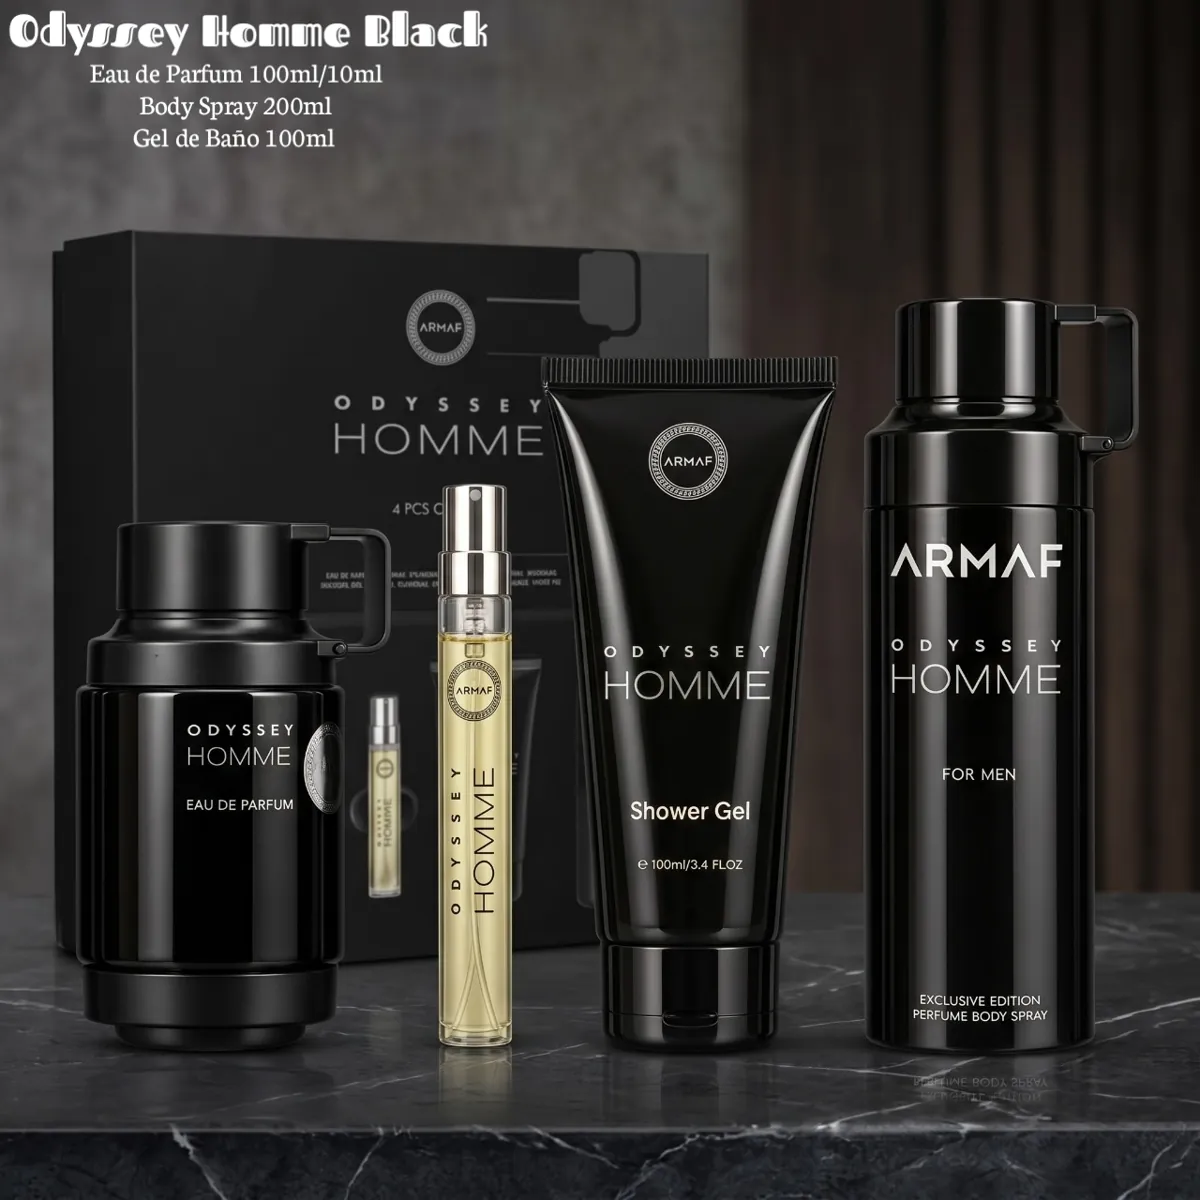 Odyssey Homme Black
Eau de Parfum 100ml/10ml
Body Spray 200ml
Gel de Baño 100ml
ARMAF
ODYSSEY
HOMME
4 PCS
ODYSSEY
HOMME
EAU DE PARFUM
ARMAF
ODYSSEY
HOMME
ARMAF
ODYSSEY
HOMME
Shower Gel
℮ 100ml/3.4 FLOZ
ARMAF
ODYSSEY
HOMME
FOR MEN
EXCLUSIVE EDITION
PERFUME BODY SPRAY